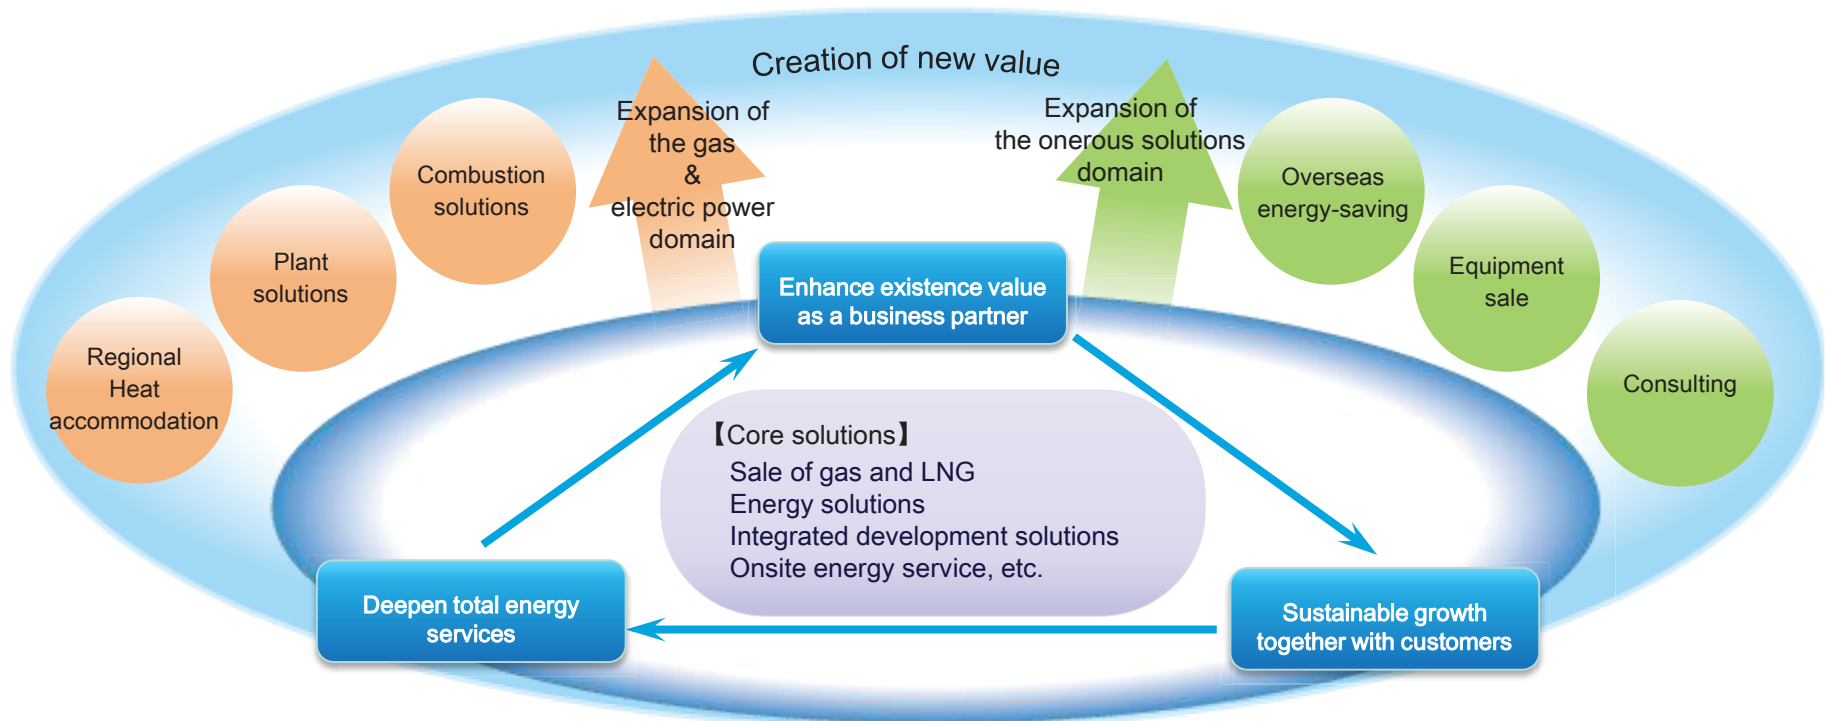 Creation of new value
Expansion of
the gas
&
electric power
domain
Expansion of
the onerous solutions
domain
Combustion
solutions
Plant
solutions
Regional
Heat
accommodation
Overseas
energy-saving
Equipment
sale
Consulting
Enhance existence value
as a business partner
【Core solutions】
Sale of gas and LNG
Energy solutions
Integrated development solutions
Onsite energy service, etc.
Deepen total energy
services
Sustainable growth
together with customers